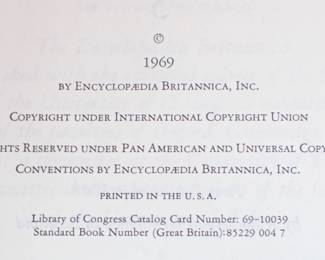 ©
1969
BY ENCYCLOPÆDIA BRITANNICA, INC.
COPYRIGHT UNDER INTERNATIONAL COPYRIGHT UNION
RESERVED UNDER PAN AMERICAN AND UNIVERSAL
CONVENTIONS BY ENCYCLOPÆDIA BRITANNICA, INC.
PRINTED IN THE U.S.A.
Library of Congress Catalog Card Number: 69-10039
Standard Book Number (Great Britain):85229 004 7